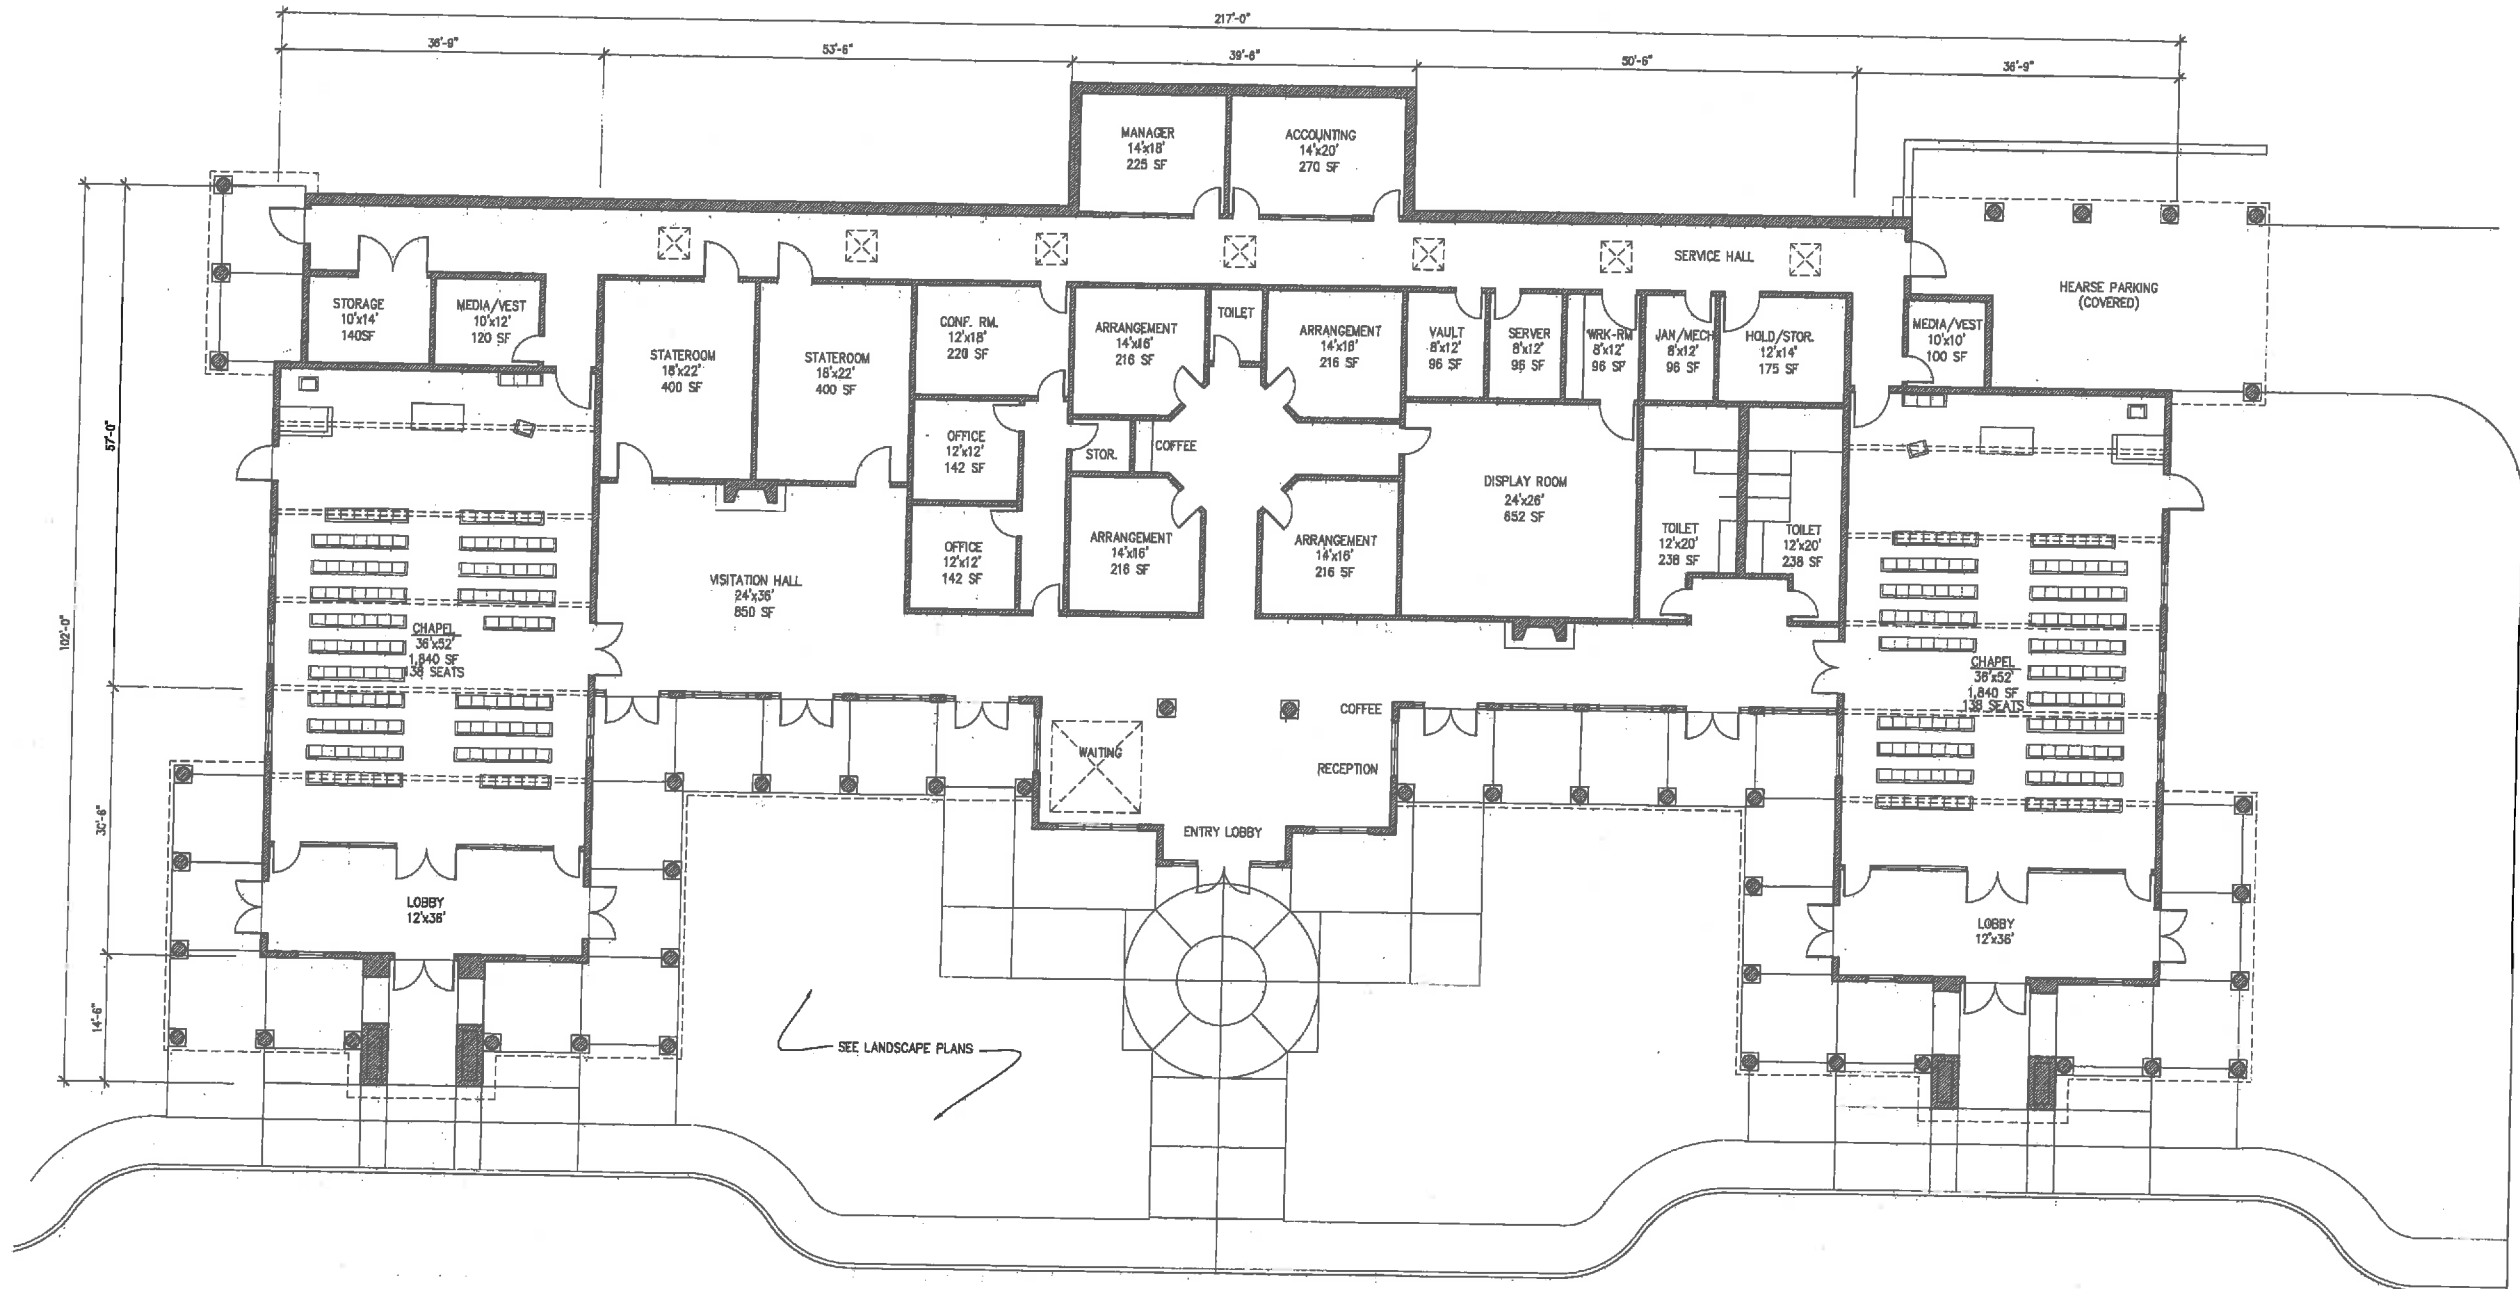 217'-0"
36'-9"
53'-6"
39'-6"
50'-6"
36'-9"
MANAGER
14'x16'
225 SF
ACCOUNTING
14'x20'
270 SF
SERVICE HALL
HEARSE PARKING
(COVERED)
STORAGE
10'x14'
140SF
MEDIA/VEST
10'x12'
120 SF
STATEROOM
18'x22'
400 SF
STATEROOM
18'x22'
400 SF
CONF. RM.
12'x18'
220 SF
ARRANGEMENT
14'x16'
216 SF
TOILET
ARRANGEMENT
14'x16'
216 SF
VAULT
8'x12'
96 SF
SERVER
8'x12'
96 SF
WRK-RM
8'x12'
96 SF
JAN/MECH
8'x12'
96 SF
HOLD/STOR.
12'x14'
175 SF
MEDIA/VEST
10'x10'
100 SF
57'-0"
OFFICE
12'x12'
142 SF
STOR.
COFFEE
DISPLAY ROOM
24'x26'
652 SF
TOILET
12'x20'
238 SF
TOILET
12'x20'
238 SF
OFFICE
12'x12'
142 SF
ARRANGEMENT
14'x16'
216 SF
ARRANGEMENT
14'x16'
216 SF
VISITATION HALL
24'x36'
850 SF
102'-0"
CHAPEL
36'x52'
1,840 SF
138 SEATS
CHAPEL
36'x52'
1,840 SF
138 SEATS
COFFEE
WAITING
RECEPTION
30'-6"
ENTRY LOBBY
LOBBY
12'x36'
LOBBY
12'x36'
14'-6"
SEE LANDSCAPE PLANS